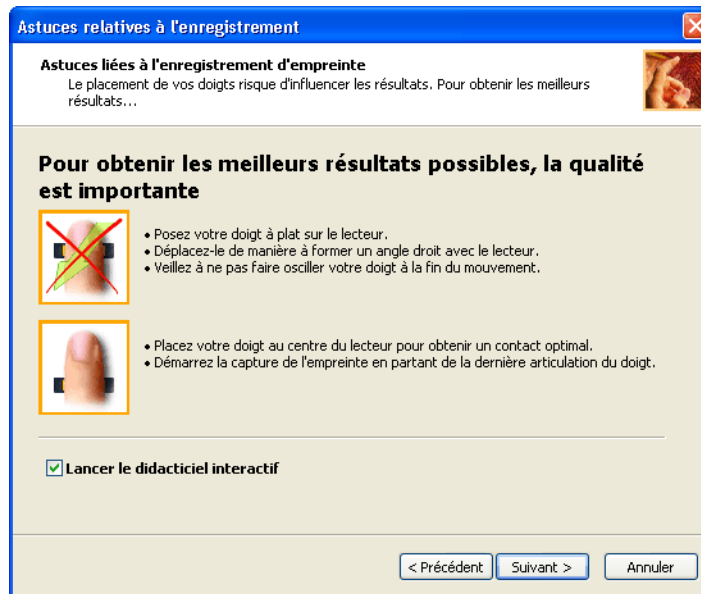 Astuces relatives à l'enregistrement
Astuces liées à l'enregistrement d'empreinte
Le placement de vos doigts risque d'influencer les résultats. Pour obtenir les meilleurs
résultats...
Pour obtenir les meilleurs résultats possibles, la qualité
est importante
• Posez votre doigt à plat sur le lecteur.
• Déplacez-le de manière à former un angle droit avec le lecteur.
• Veillez à ne pas faire osciller votre doigt à la fin du mouvement.
• Placez votre doigt au centre du lecteur pour obtenir un contact optimal.
• Démarrez la capture de l'empreinte en partant de la dernière articulation du doigt.
Lancer le didacticiel interactif
< Précédent Suivant > Annuler